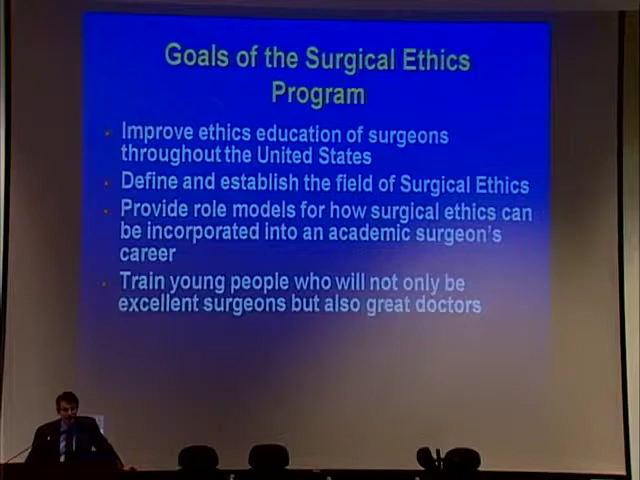 Goals of the Surgical Ethics
Program
Improve ethics education of surgeons
throughout the United States
Define and establish the field of Surgical Ethics
Provide role models for how surgical ethics can
be incorporated into an academic surgeon's
career
Train young people who will not only be
excellent surgeons but also great doctors